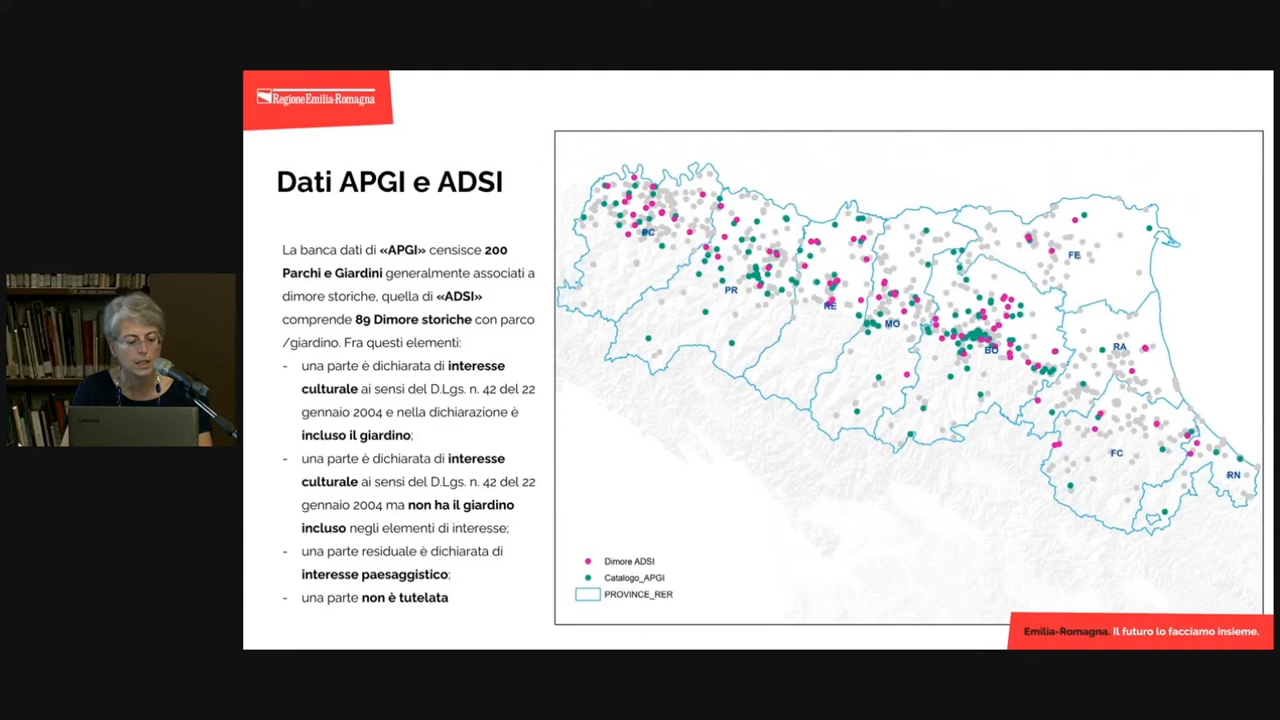 RegioneEmilia-Romagna
Dati APGI e ADSI
La banca dati di «APGI» censisce 200
Parchi e Giardini generalmente associati a
dimore storiche, quella di «ADSI»
comprende 89 Dimore storiche con parco
/giardino. Fra questi elementi:
- una parte è dichiarata di interesse
culturale ai sensi del D.Lgs. n. 42 del 22
gennaio 2004 e nella dichiarazione è
incluso il giardino;
- una parte è dichiarata di interesse
culturale ai sensi del D.Lgs. n. 42 del 22
gennaio 2004 ma non ha il giardino
incluso negli elementi di interesse;
- una parte residuale è dichiarata di
interesse paesaggistico;
- una parte non è tutelata
PC
PR
RE
MO
BO
FE
RA
FC
RN
Dimore ADSI
Catalogo_APGI
PROVINCE_RER
Emilia-Romagna. Il futuro lo facciamo insieme.